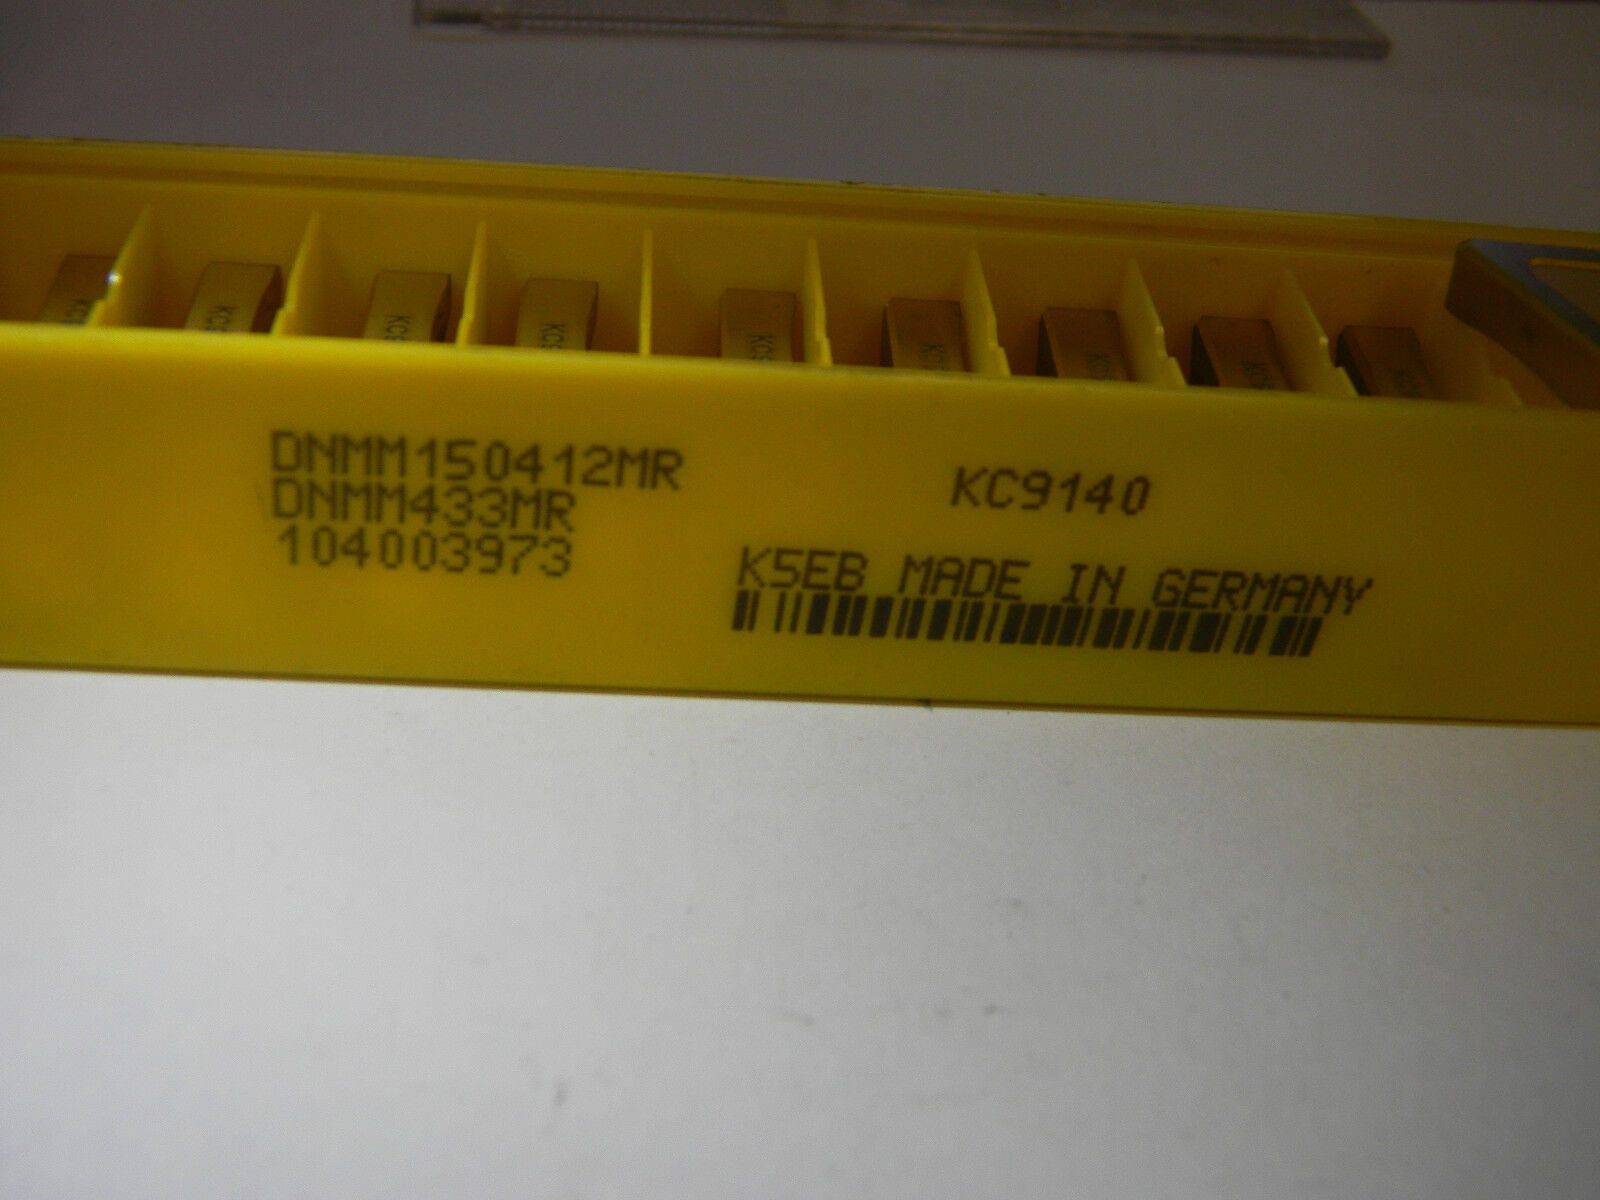 DNMM150412MR
DNMM433MR
104003973
KC9140
K5EB MADE IN GERMANY